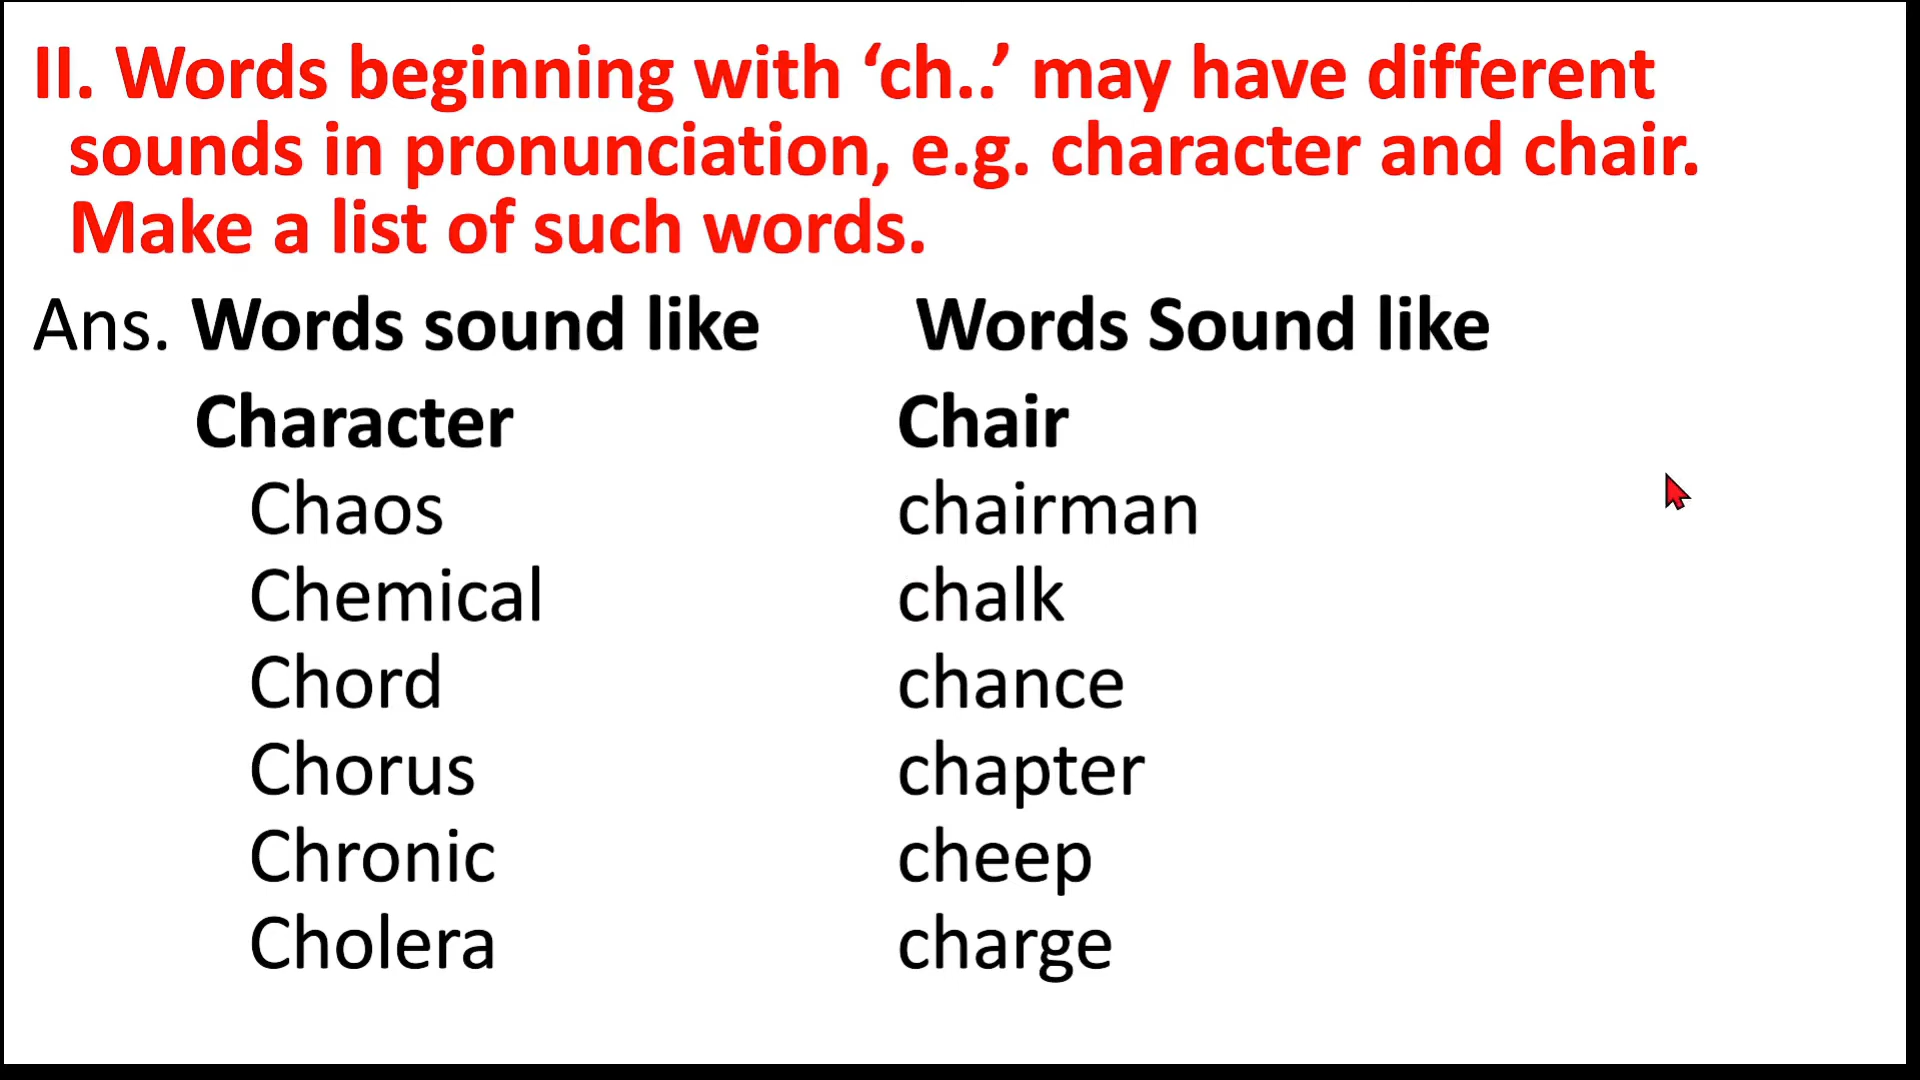 II. Words beginning with ‘ch..’ may have different
sounds in pronunciation, e.g. character and chair.
Make a list of such words.
Ans. Words sound like Words Sound like
Character Chair
Chaos chairman
Chemical chalk
Chord chance
Chorus chapter
Chronic cheep
Cholera charge